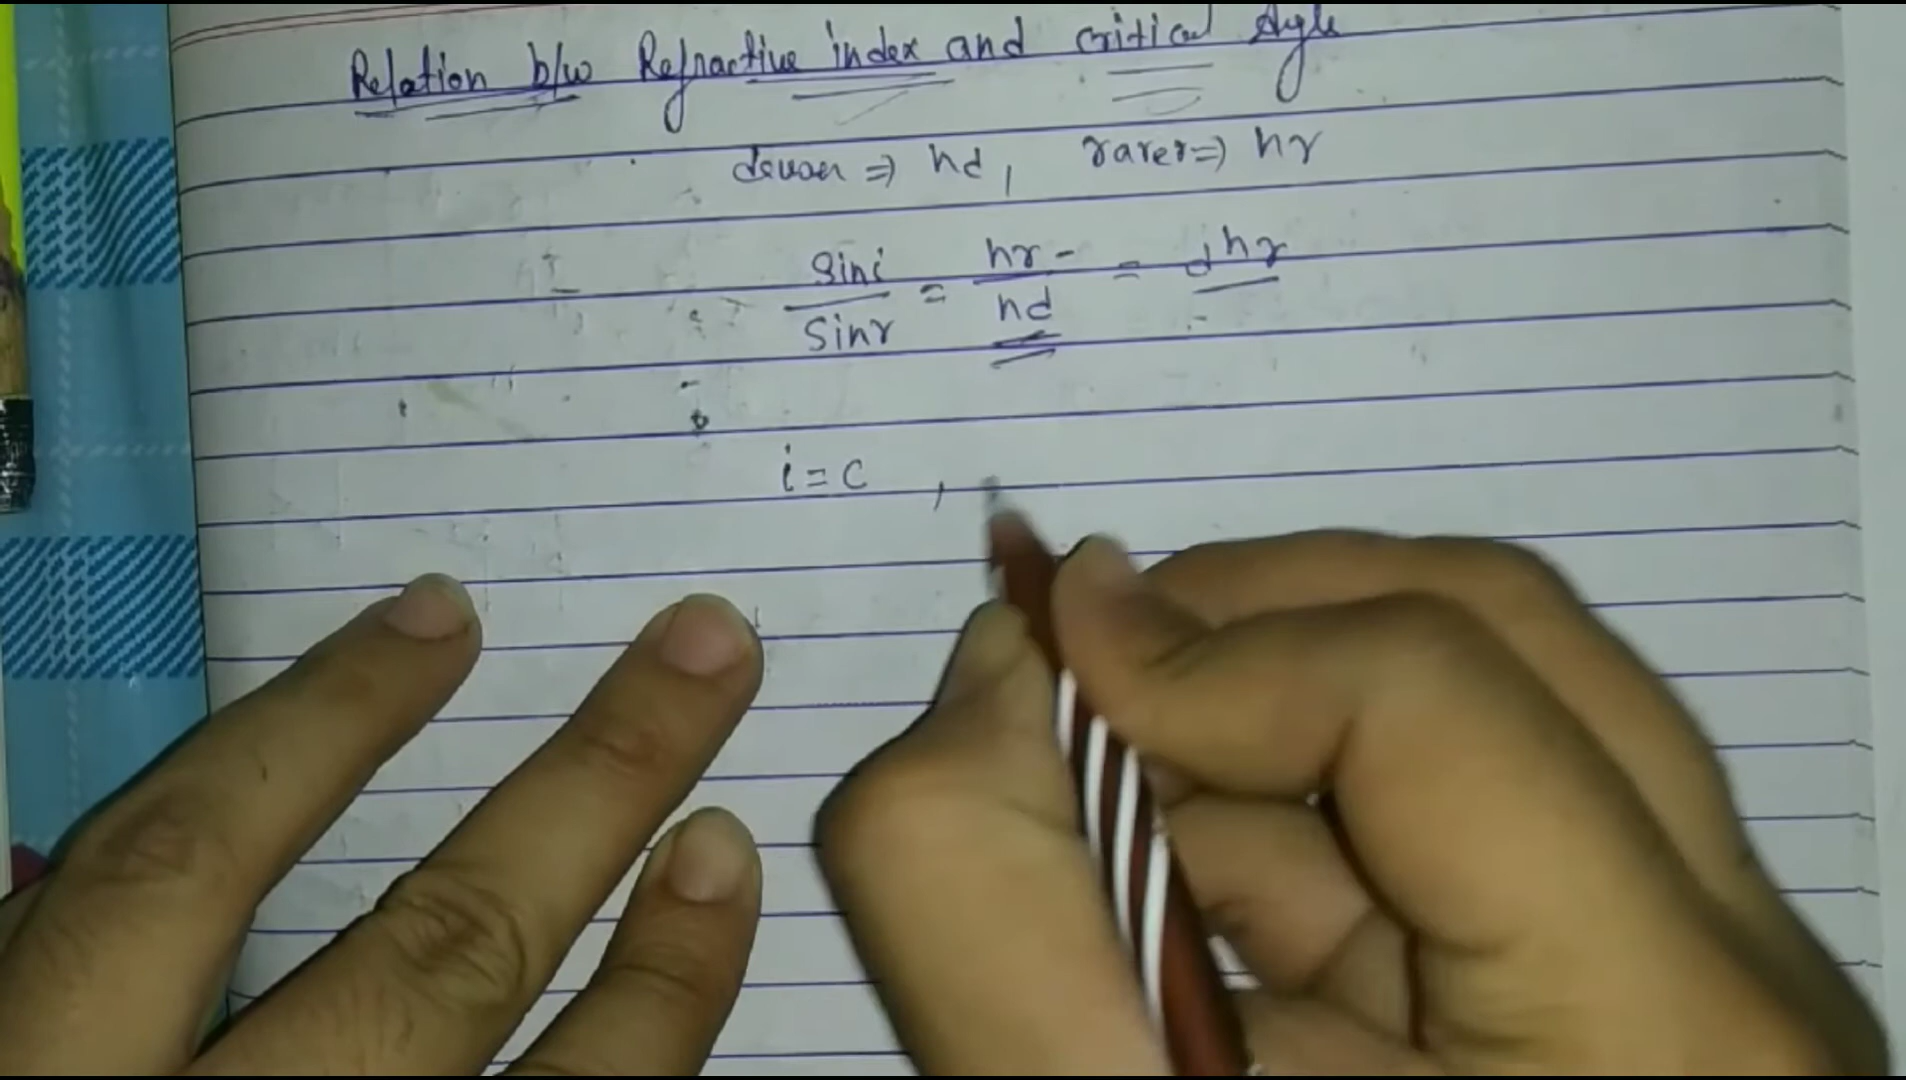 Relation b/w Refractive index and critical Angle
denser ⇒ nd, rarer ⇒ nr
sini / sinr = nr / nd = dnr
i = c ,